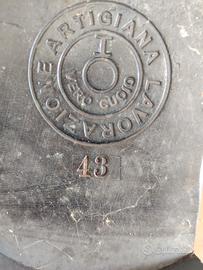 LAVORAZIONE ARTIGIANA
I
VERO CUOIO
43